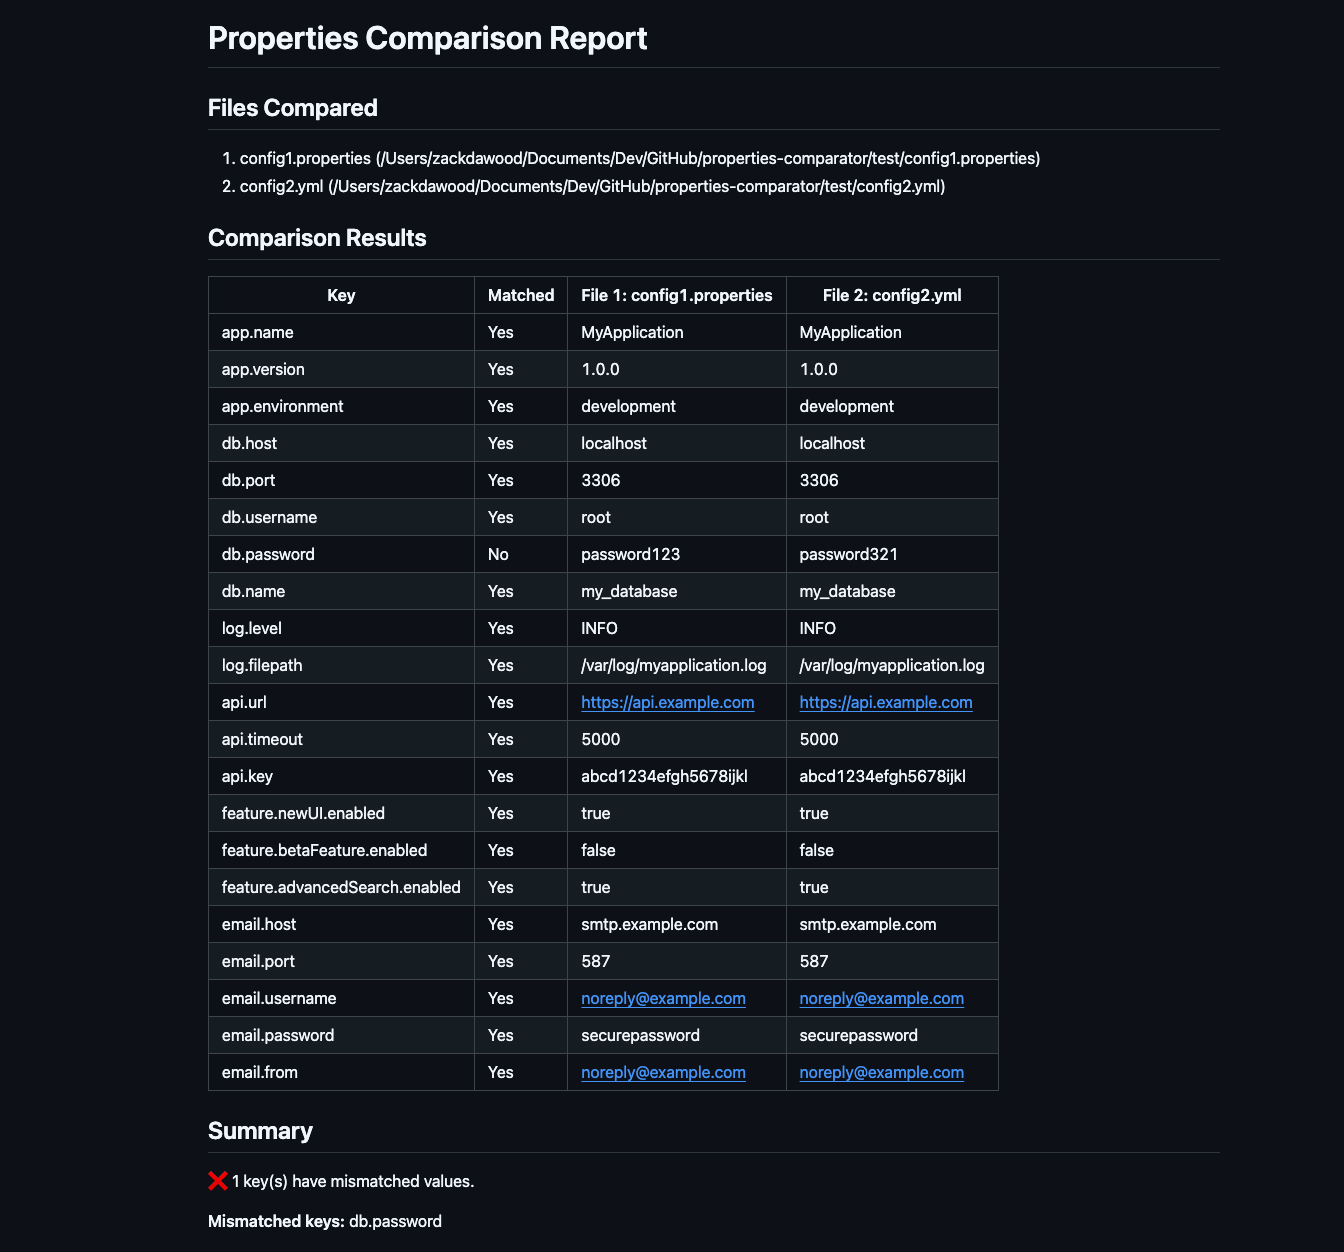 Properties Comparison Report
Files Compared
1. config1.properties (/Users/zackdawood/Documents/Dev/GitHub/properties-comparator/test/config1.properties)
2. config2.yml (/Users/zackdawood/Documents/Dev/GitHub/properties-comparator/test/config2.yml)
Comparison Results
Key Matched File 1: config1.properties File 2: config2.yml
app.name Yes MyApplication MyApplication
app.version Yes 1.0.0 1.0.0
app.environment Yes development development
db.host Yes localhost localhost
db.port Yes 3306 3306
db.username Yes root root
db.password No password123 password321
db.name Yes my_database my_database
log.level Yes INFO INFO
log.filepath Yes /var/log/myapplication.log /var/log/myapplication.log
api.url Yes https://api.example.com https://api.example.com
api.timeout Yes 5000 5000
api.key Yes abcd1234efgh5678ijkl abcd1234efgh5678ijkl
feature.newUI.enabled Yes true true
feature.betaFeature.enabled Yes false false
feature.advancedSearch.enabled Yes true true
email.host Yes smtp.example.com smtp.example.com
email.port Yes 587 587
email.username Yes noreply@example.com noreply@example.com
email.password Yes securepassword securepassword
email.from Yes noreply@example.com noreply@example.com
Summary
❌ 1 key(s) have mismatched values.
Mismatched keys: db.password